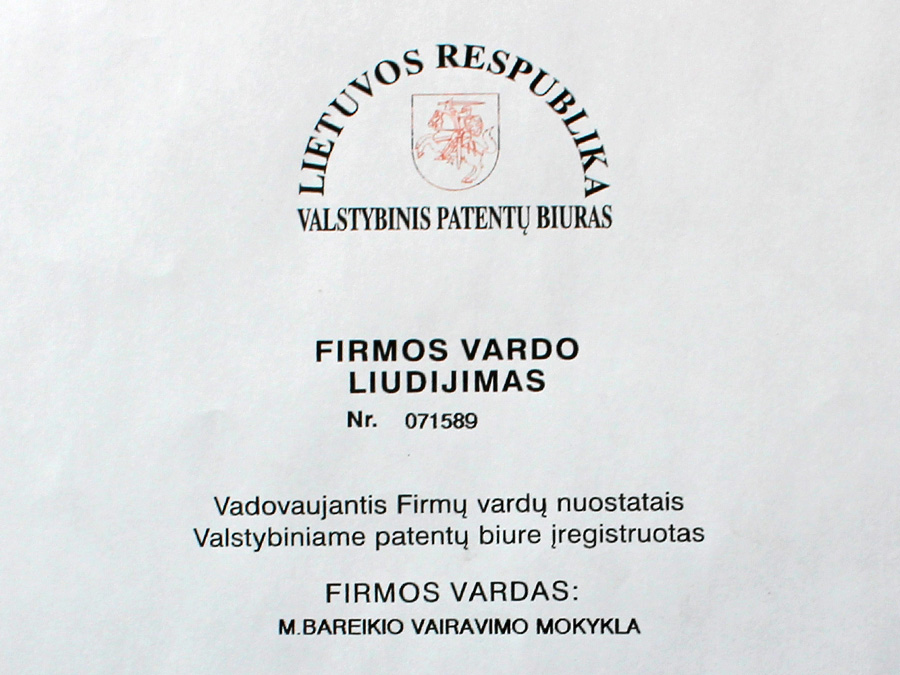 LIETUVOS RESPUBLIKA
VALSTYBINIS PATENTŲ BIURAS
FIRMOS VARDO
LIUDIJIMAS
Nr. 071589
Vadovaujantis Firmų vardų nuostatais
Valstybiniame patentų biure įregistruotas
FIRMOS VARDAS:
M.BAREIKIO VAIRAVIMO MOKYKLA